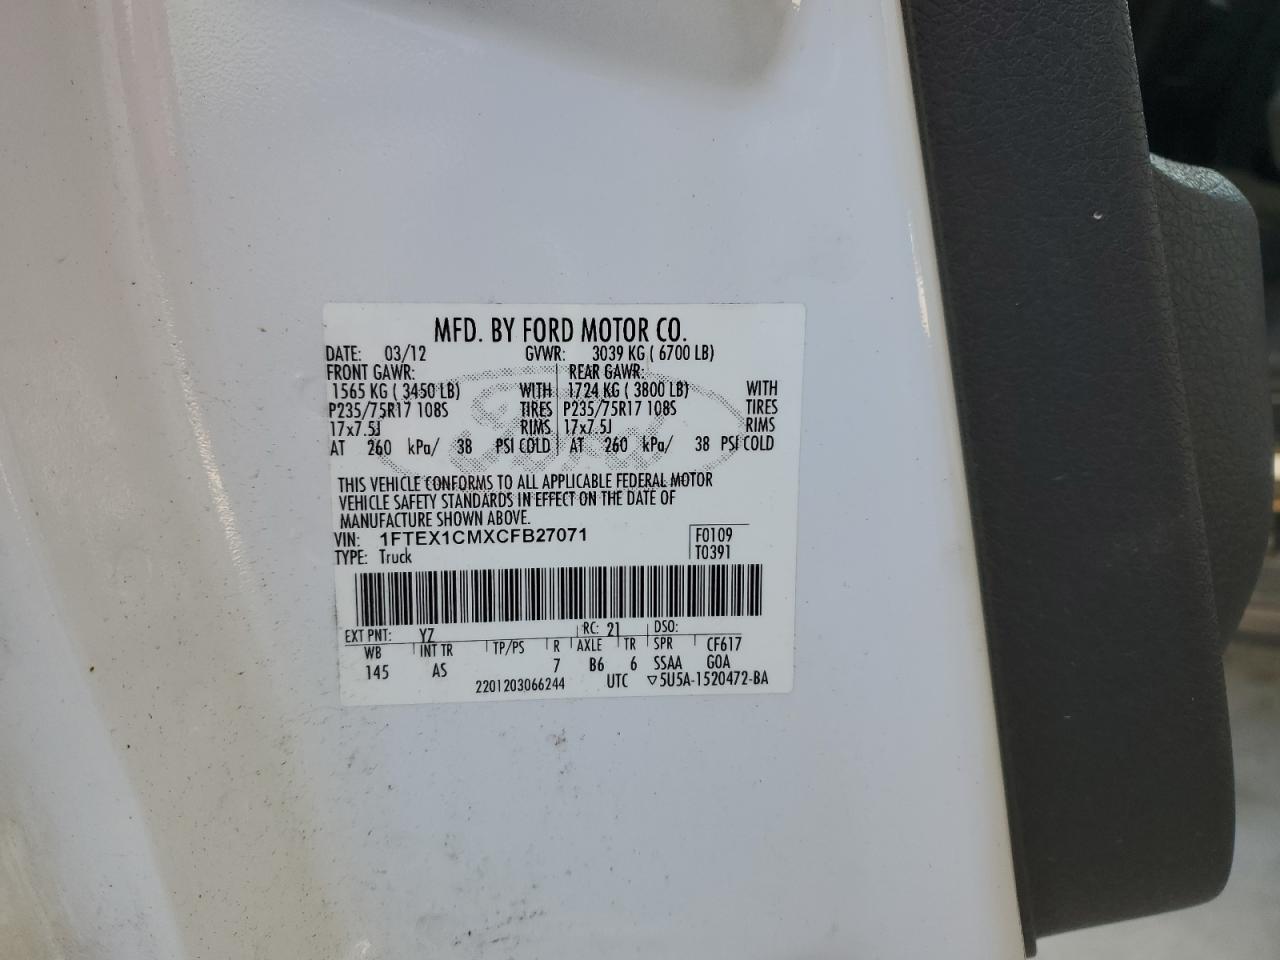 MFD. BY FORD MOTOR CO.
DATE: 03/12 GVWR: 3039 KG ( 6700 LB)
FRONT GAWR: REAR GAWR:
1565 KG ( 3450 LB) WITH 1724 KG ( 3800 LB) WITH
P235/75R17 108S TIRES P235/75R17 108S TIRES
17x7.5J RIMS 17x7.5J RIMS
AT 260 kPa/ 38 PSI COLD AT 260 kPa/ 38 PSI COLD
THIS VEHICLE CONFORMS TO ALL APPLICABLE FEDERAL MOTOR
VEHICLE SAFETY STANDARDS IN EFFECT ON THE DATE OF
MANUFACTURE SHOWN ABOVE.
VIN: 1FTEX1CMXCFB27071 F0109
TYPE: Truck T0391
EXT PNT: YZ RC: 21 DSO:
WB INT TR TP/PS R AXLE TR SPR CF617
145 AS 7 B6 6 SSAA GOA
2201203066244 UTC ▽5U5A-1520472-BA